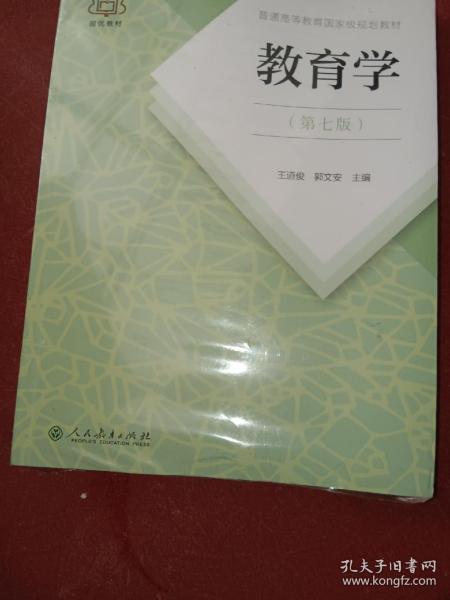 国优教材
普通高等教育国家级规划教材
教育学
（第七版）
王道俊 郭文安 主编
人民教育出版社
PEOPLE'S EDUCATION PRESS
孔夫子旧书网
www.kongfz.com